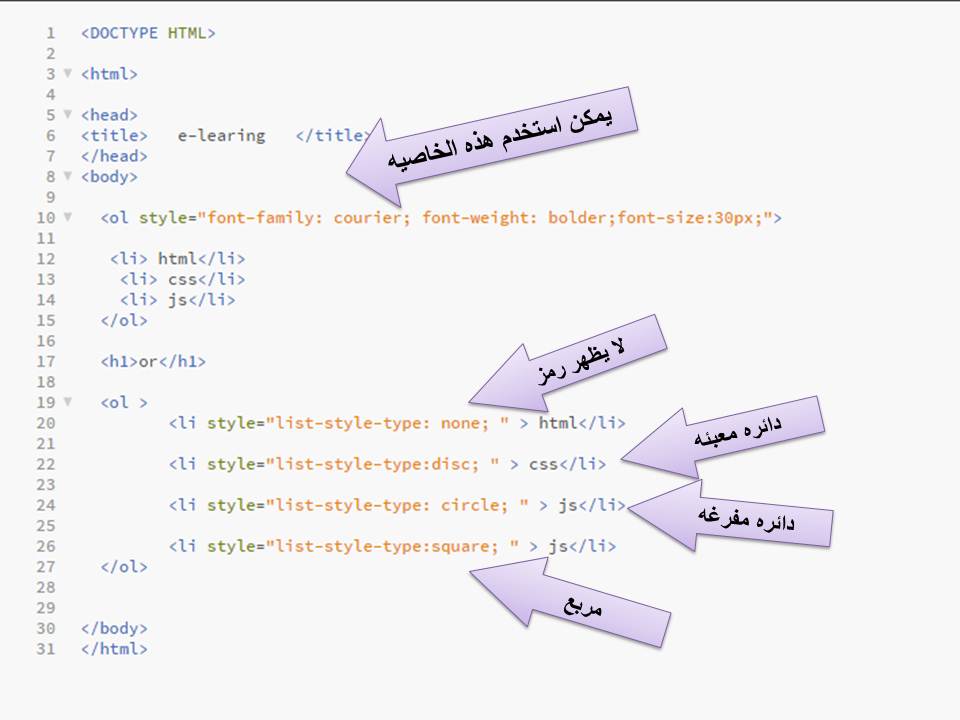 1 <DOCTYPE HTML>
2
3 <html>
4
5 <head>
6 <title>   e-learing   </title>
7 </head>
8 <body>
يمكن استخدم هذه الخاصيه
9
10 <ol style="font-family: courier; font-weight: bolder;font-size:30px;">
11
12 <li> html</li>
13 <li> css</li>
14 <li> js</li>
15 </ol>
16
17 <h1>or</h1>
18
لا يظهر رمز
19 <ol >
20 <li style="list-style-type: none; " > html</li>
21
دائره معبئه
22 <li style="list-style-type:disc; " > css</li>
23
24 <li style="list-style-type: circle; " > js</li>
دائره مفرغه
25
26 <li style="list-style-type:square; " > js</li>
27 </ol>
28
مربع
29
30 </body>
31 </html>